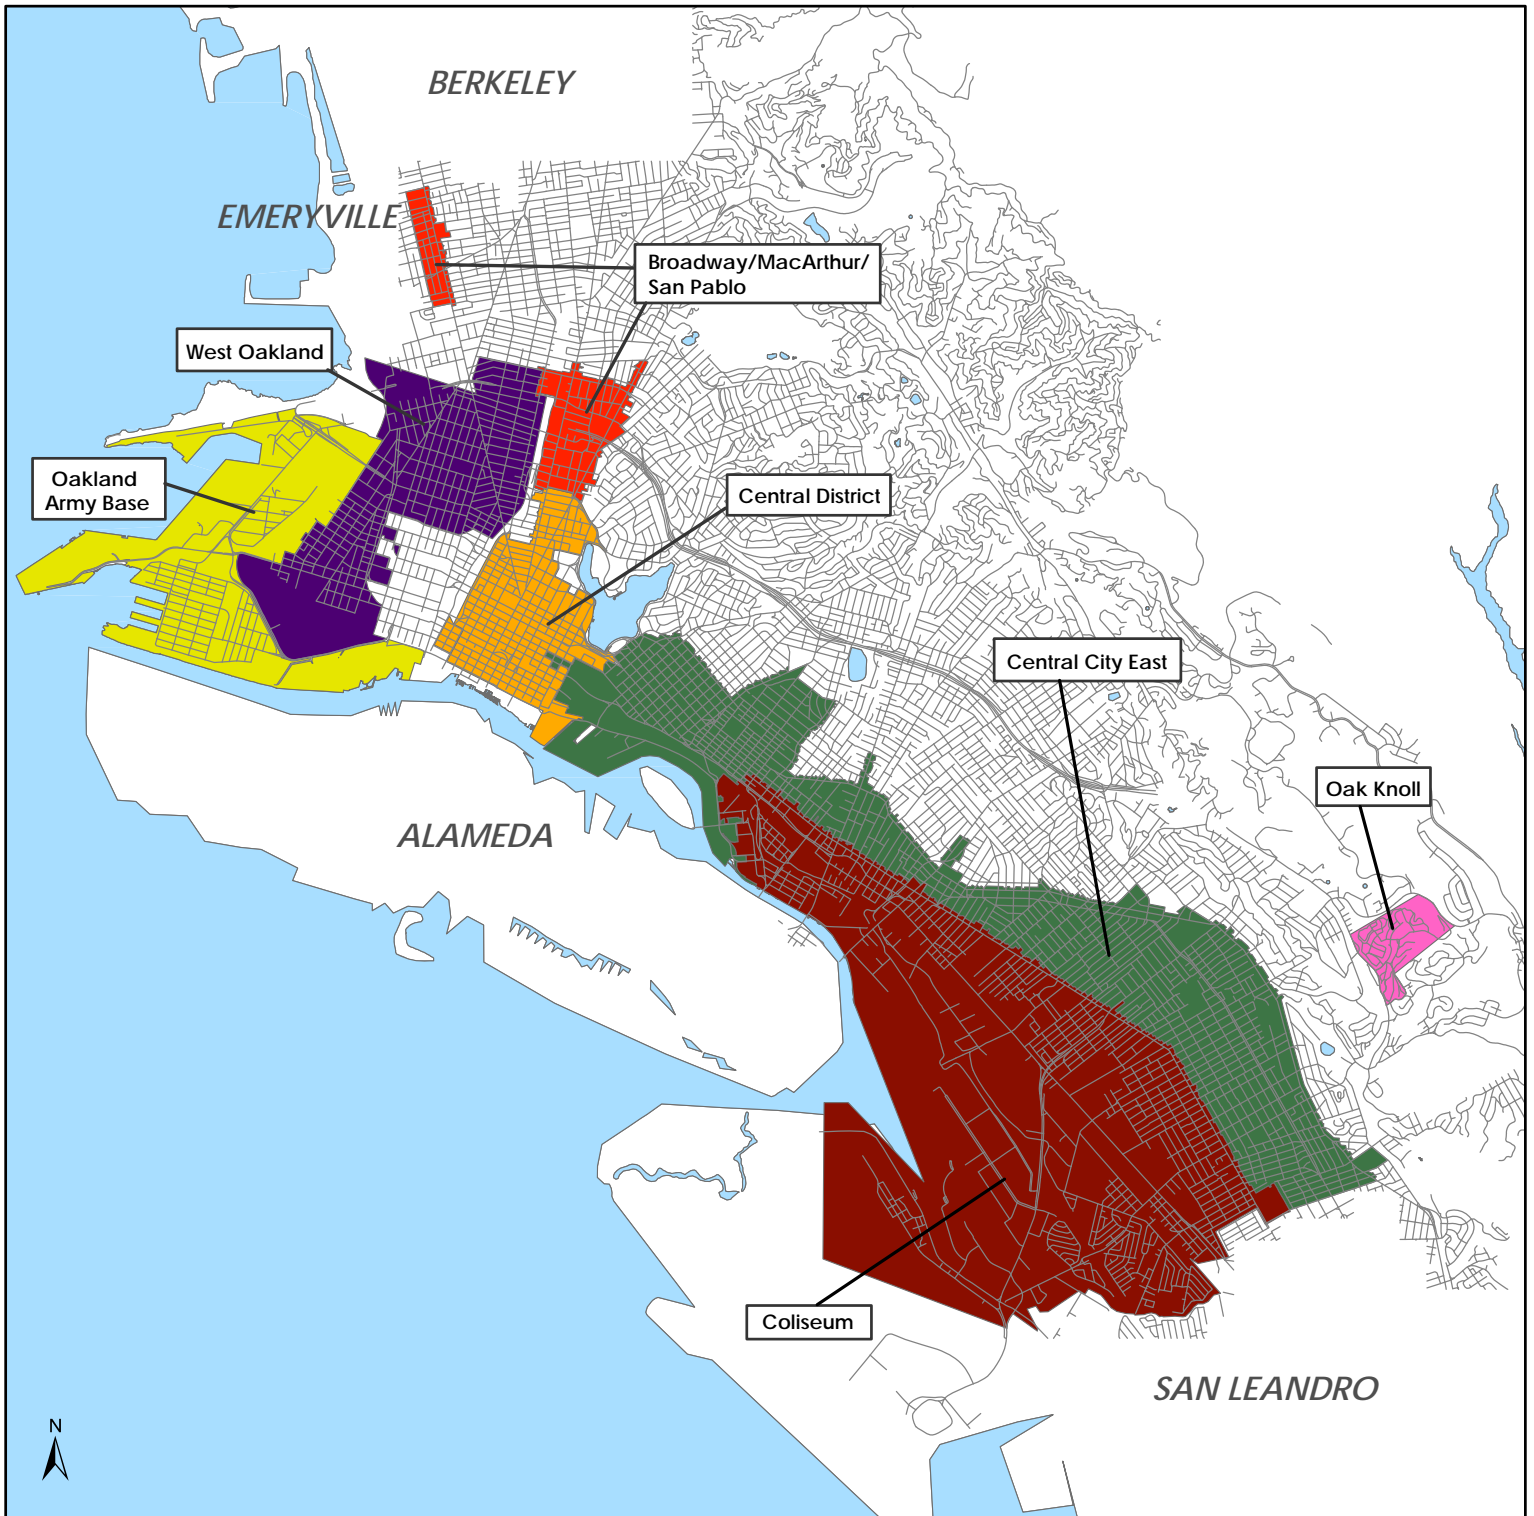 BERKELEY
EMERYVILLE
Broadway/MacArthur/
San Pablo
West Oakland
Oakland
Army Base
Central District
Central City East
Oak Knoll
ALAMEDA
Coliseum
SAN LEANDRO
N